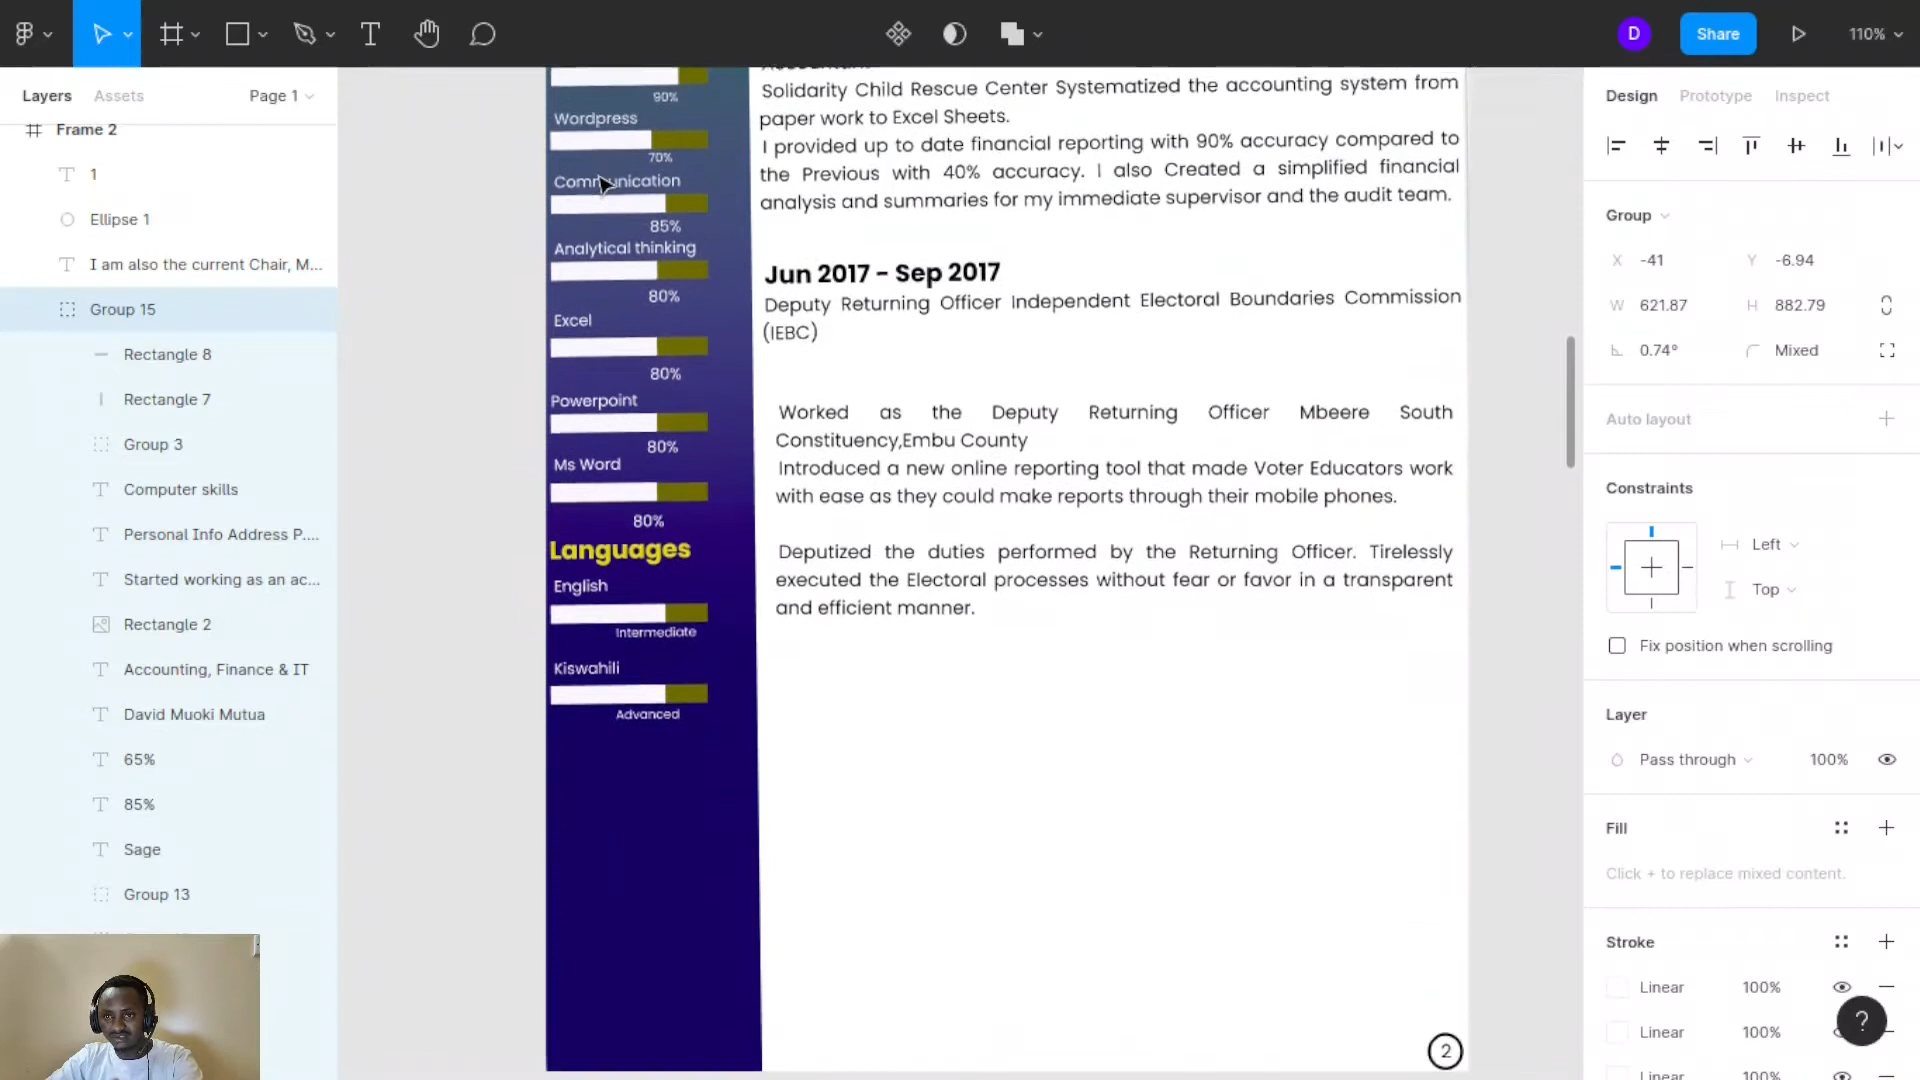 D
Share
110%
Layers
Assets
Page 1
Frame 2
1
Ellipse 1
I am also the current Chair, M...
Group 15
Rectangle 8
Rectangle 7
Group 3
Computer skills
Personal Info Address P....
Started working as an ac...
Rectangle 2
Accounting, Finance & IT
David Muoki Mutua
65%
85%
Sage
Group 13
90%
Wordpress
70%
Communication
85%
Analytical thinking
80%
Excel
80%
Powerpoint
80%
Ms Word
80%
Languages
English
Intermediate
Kiswahili
Advanced
Solidarity Child Rescue Center Systematized the accounting system from
paper work to Excel Sheets.
I provided up to date financial reporting with 90% accuracy compared to
the Previous with 40% accuracy. I also Created a simplified financial
analysis and summaries for my immediate supervisor and the audit team.
Jun 2017 - Sep 2017
Deputy Returning Officer Independent Electoral Boundaries Commission
(IEBC)
Worked as the Deputy Returning Officer Mbeere South
Constituency,Embu County
Introduced a new online reporting tool that made Voter Educators work
with ease as they could make reports through their mobile phones.
Deputized the duties performed by the Returning Officer. Tirelessly
executed the Electoral processes without fear or favor in a transparent
and efficient manner.
2
Design
Prototype
Inspect
Group
X -41 Y -6.94
W 621.87 H 882.79
0.74° Mixed
Auto layout
Constraints
Left
Top
Fix position when scrolling
Layer
Pass through 100%
Fill
Click + to replace mixed content.
Stroke
Linear 100%
Linear 100%
Linear 100%
?